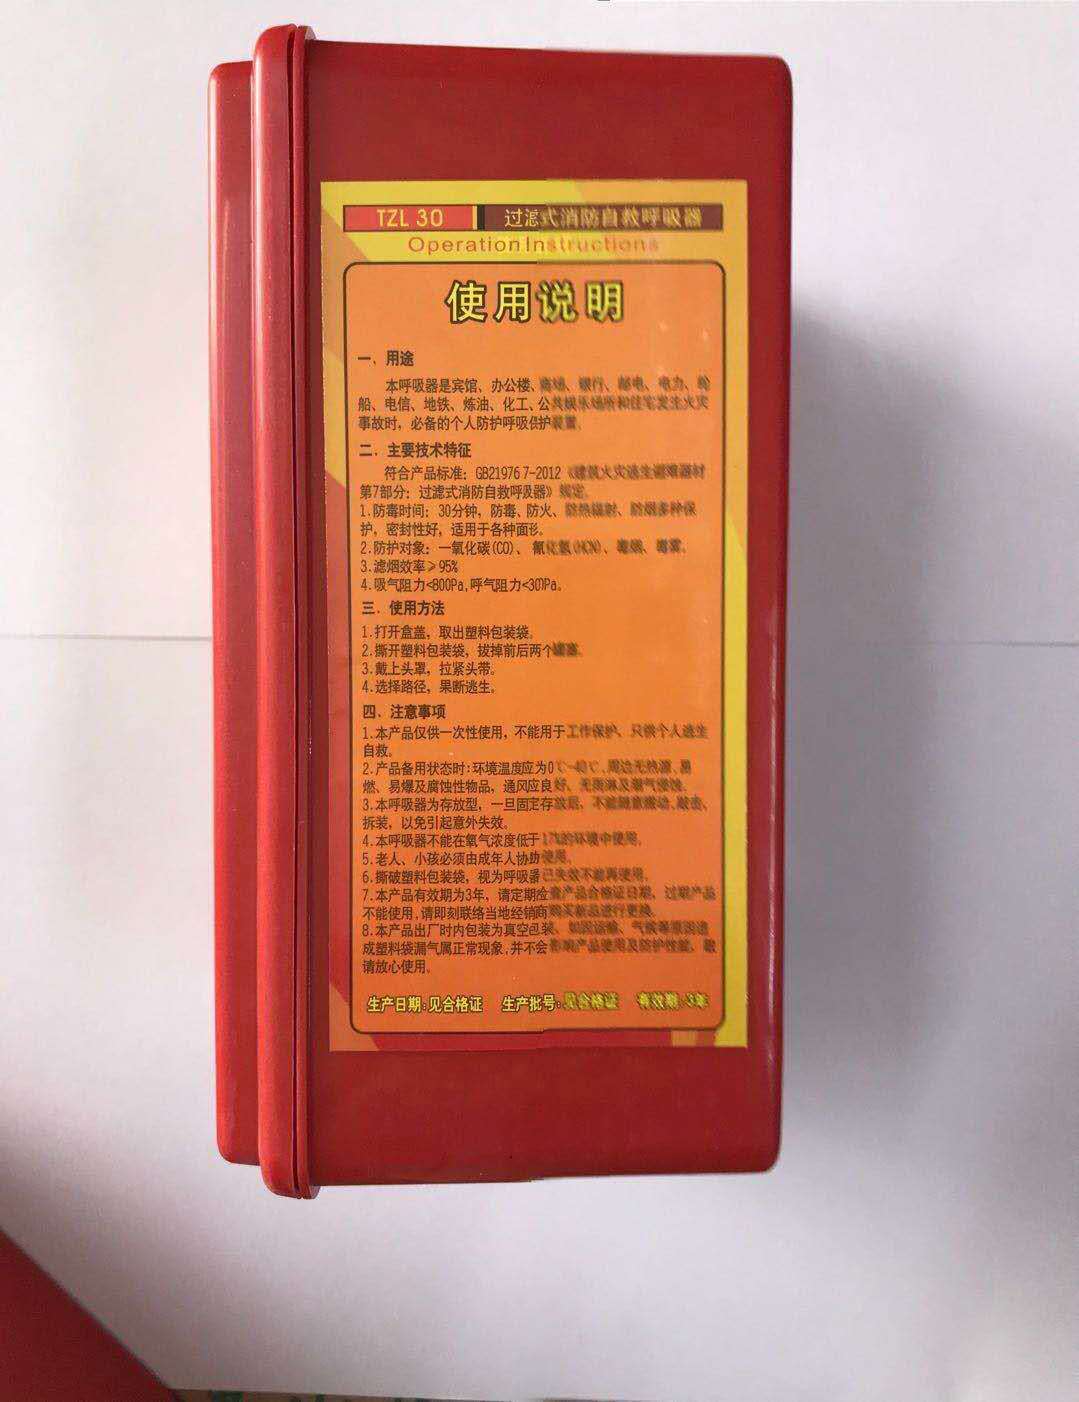 TZL 30 过滤式消防自救呼吸器
Operation Instructions
使用说明
一、用途
本呼吸器是宾馆、办公楼、商场、银行、邮电、电力、轮
船、电信、地铁、炼油、化工、公共娱乐场所和住宅发生火灾
事故时，必备的个人防护呼吸保护装置。
二．主要技术特征
符合产品标准：GB21976 7-2012《建筑火灾逃生避难器材
第7部分：过滤式消防自救呼吸器》规定。
1.防毒时间：30分钟，防毒、防火、防热辐射、防烟多种保
护，密封性好，适用于各种面形。
2.防护对象：一氧化碳(CO)、氰化氢(HCN)、毒烟、毒雾。
3.滤烟效率≥95%
4.吸气阻力<800Pa,呼气阻力<300Pa。
三．使用方法
1.打开盒盖，取出塑料包装袋。
2.撕开塑料包装袋，拔掉前后两个罐塞。
3.戴上头罩，拉紧头带。
4.选择路径，果断逃生。
四．注意事项
1.本产品仅供一次性使用，不能用于工作保护、只供个人逃生
自救。
2.产品备用状态时：环境温度应为0℃-40℃,周边无热源、易
燃、易爆及腐蚀性物品，通风应良好、无雨淋及潮气侵蚀。
3.本呼吸器为存放型，一旦固定存放后，不能随意搬动、敲击、
拆装，以免引起意外失效。
4.本呼吸器不能在氧气浓度低于17%的环境中使用。
5.老人、小孩必须由成年人协助使用。
6.撕破塑料包装袋，视为呼吸器已失效不能再使用。
7.本产品有效期为3年，请定期检查产品合格证日期，过期产品
不能使用,请即刻联络当地经销商购买新品进行更换。
8.本产品出厂时内包装为真空包装、如因运输、气候等原因造
成塑料袋漏气属正常现象,并不会影响产品使用及防护性能，敬
请放心使用。
生产日期:见合格证 生产批号:见合格证 有效期:3年